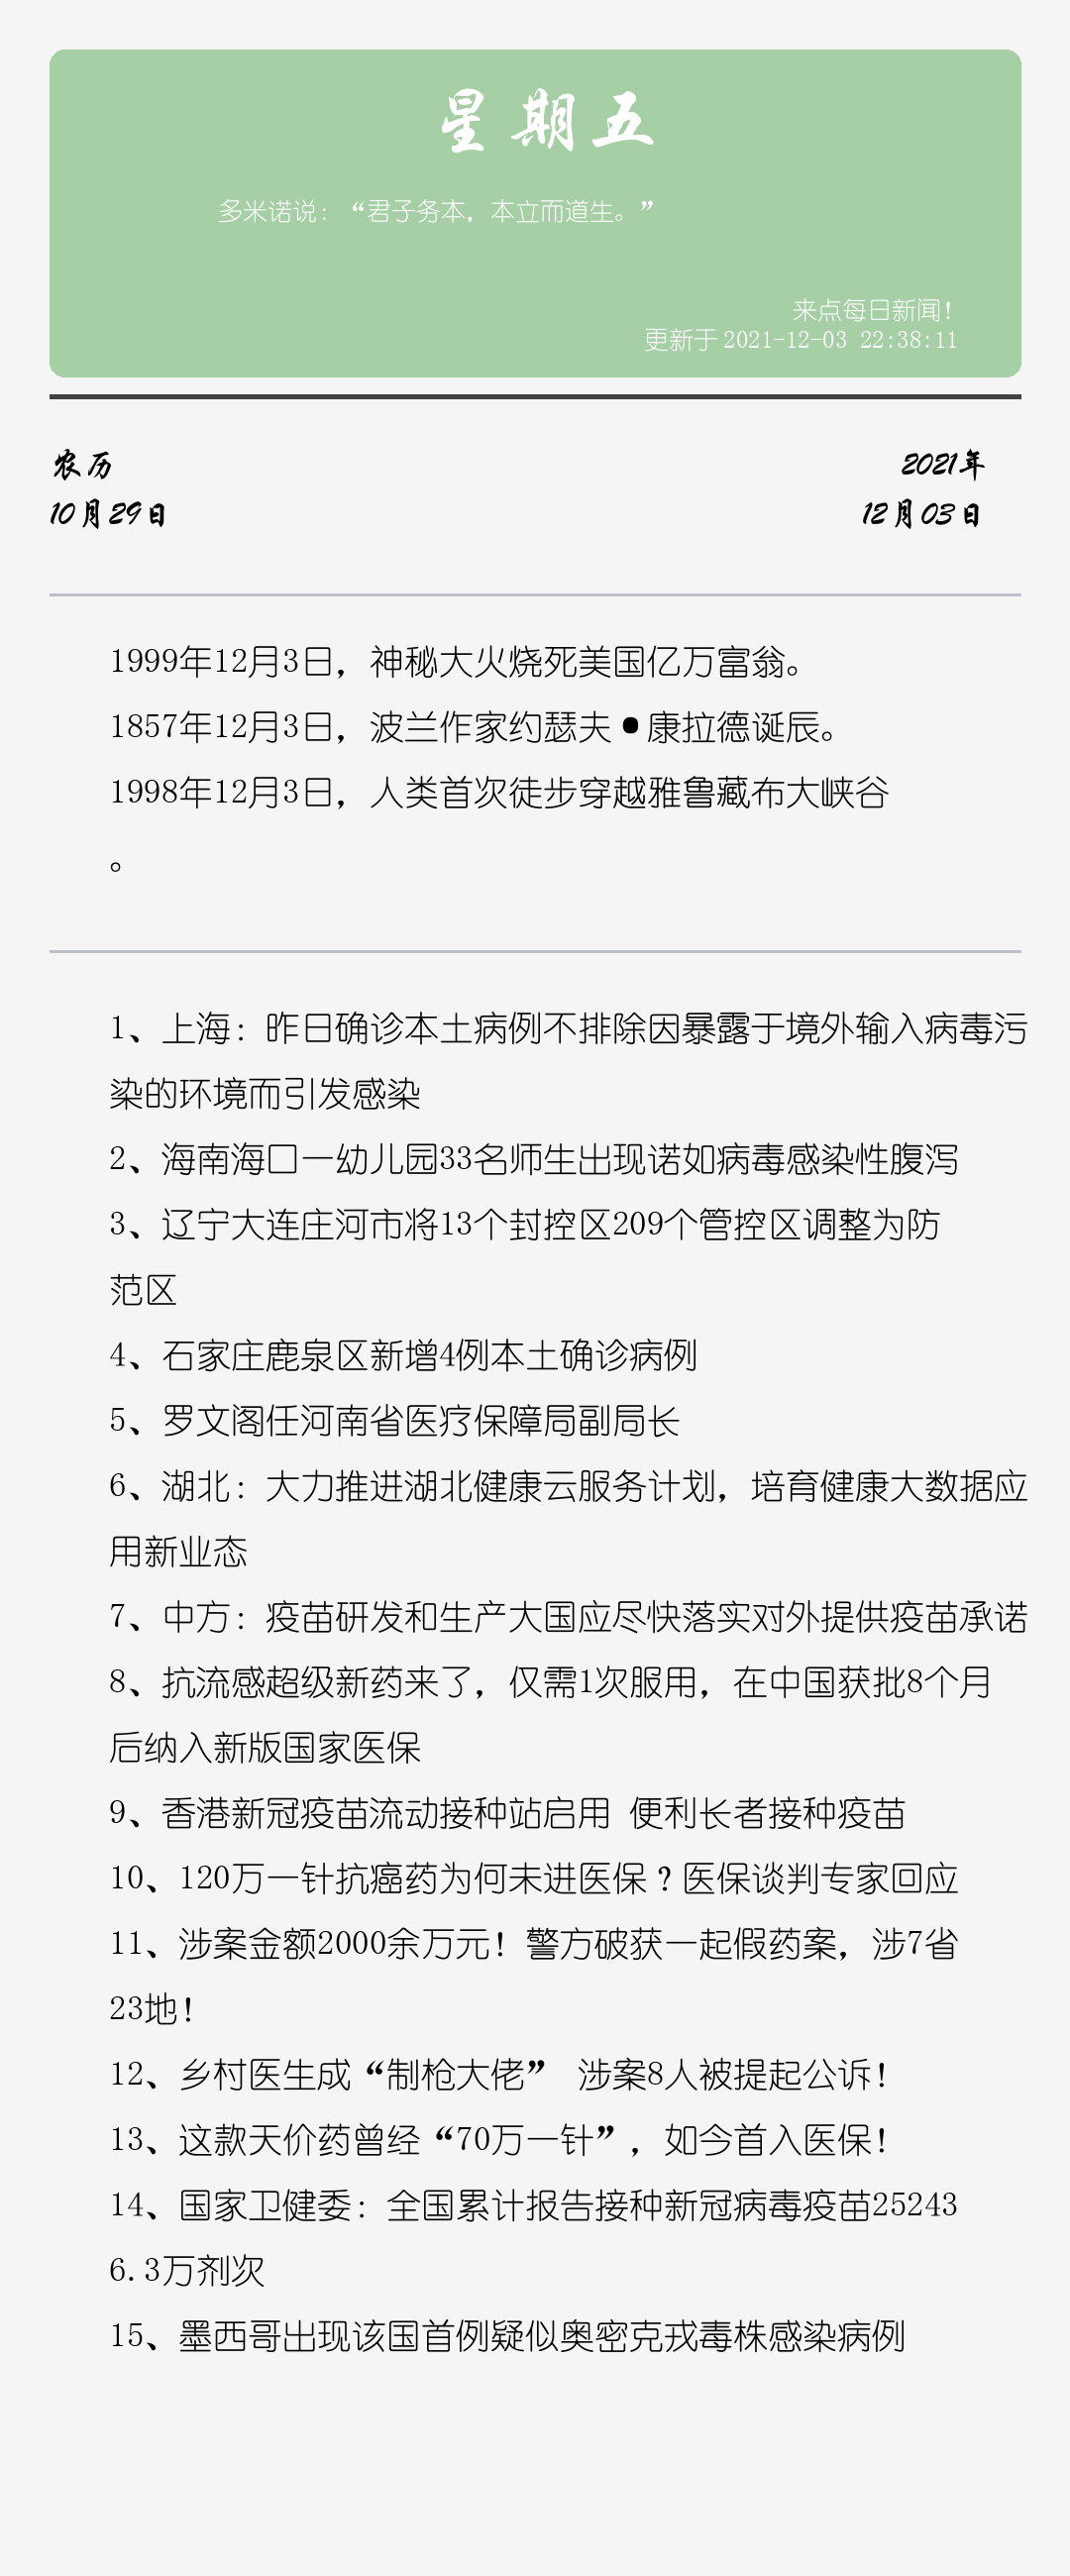 星期五
多米诺说：“君子务本，本立而道生。”
来点每日新闻！
更新于2021-12-03 22:38:11
农历
2021年
10月29日
12月03日
1999年12月3日，神秘大火烧死美国亿万富翁。
1857年12月3日，波兰作家约瑟夫•康拉德诞辰。
1998年12月3日，人类首次徒步穿越雅鲁藏布大峡谷
。
1、上海：昨日确诊本土病例不排除因暴露于境外输入病毒污
染的环境而引发感染
2、海南海口一幼儿园33名师生出现诺如病毒感染性腹泻
3、辽宁大连庄河市将13个封控区209个管控区调整为防
范区
4、石家庄鹿泉区新增4例本土确诊病例
5、罗文阁任河南省医疗保障局副局长
6、湖北：大力推进湖北健康云服务计划，培育健康大数据应
用新业态
7、中方：疫苗研发和生产大国应尽快落实对外提供疫苗承诺
8、抗流感超级新药来了，仅需1次服用，在中国获批8个月
后纳入新版国家医保
9、香港新冠疫苗流动接种站启用 便利长者接种疫苗
10、120万一针抗癌药为何未进医保？医保谈判专家回应
11、涉案金额2000余万元！警方破获一起假药案，涉7省
23地！
12、乡村医生成“制枪大佬” 涉案8人被提起公诉！
13、这款天价药曾经“70万一针”，如今首入医保！
14、国家卫健委：全国累计报告接种新冠病毒疫苗25243
6.3万剂次
15、墨西哥出现该国首例疑似奥密克戎毒株感染病例